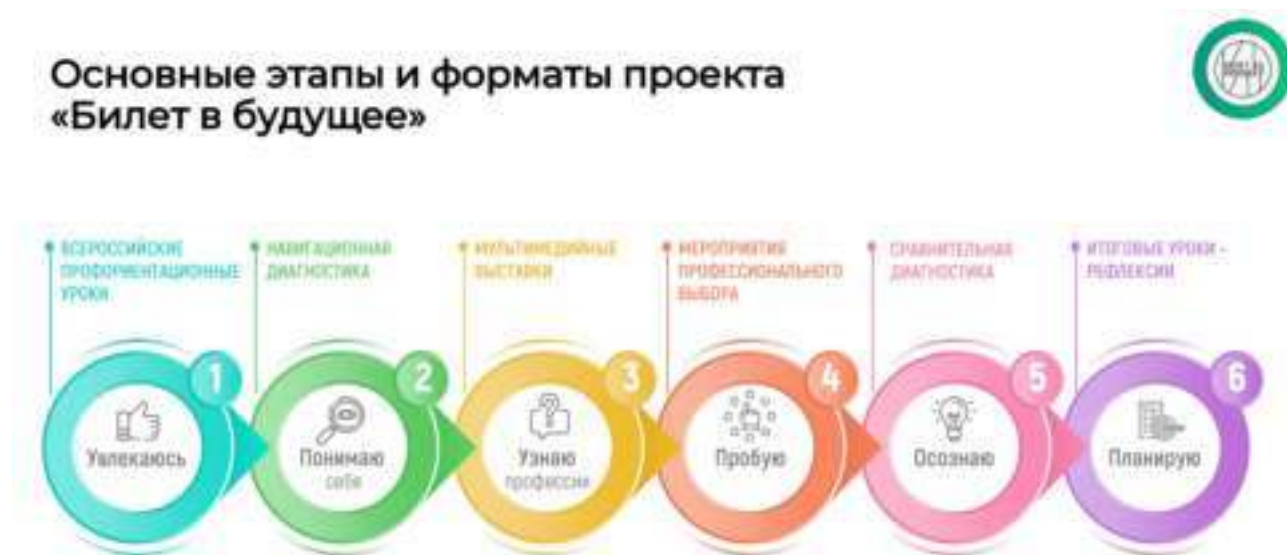 Основные этапы и форматы проекта
«Билет в будущее»
ВСЕРОССИЙСКИЕ
ПРОФОРИЕНТАЦИОННЫЕ
УРОКИ
НАВИГАЦИОННАЯ
ДИАГНОСТИКА
МУЛЬТИМЕДИЙНЫЕ
ВЫСТАВКИ
МЕРОПРИЯТИЯ
ПРОФЕССИОНАЛЬНОГО
ВЫБОРА
СРАВНИТЕЛЬНАЯ
ДИАГНОСТИКА
ИТОГОВЫЕ УРОКИ -
РЕФЛЕКСИИ
1
Увлекаюсь
2
Понимаю
себя
3
Узнаю
профессии
4
Пробую
5
Осознаю
6
Планирую